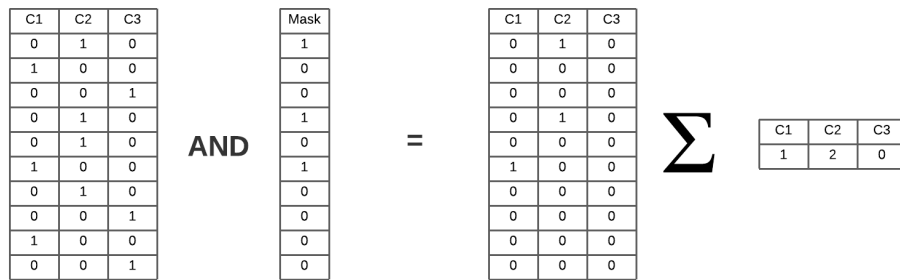 C1 C2 C3 Mask C1 C2 C3
0 1 0 1 0 1 0
1 0 0 0 0 0 0
0 0 1 0 0 0 0
0 1 0 1 0 1 0
C1 C2 C3
0 1 0 AND 0 = 0 0 0 Σ
1 0 0 1 1 0 0 1 2 0
0 1 0 0 0 0 0
0 0 1 0 0 0 0
1 0 0 0 0 0 0
0 0 1 0 0 0 0